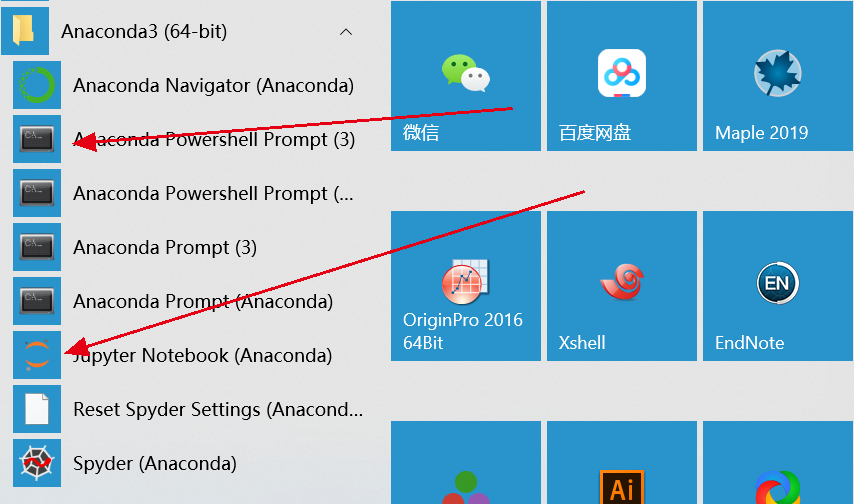 Anaconda3 (64-bit)
Anaconda Navigator (Anaconda)
Anaconda Powershell Prompt (3)
Anaconda Powershell Prompt (...
Anaconda Prompt (3)
Anaconda Prompt (Anaconda)
Jupyter Notebook (Anaconda)
Reset Spyder Settings (Anacond...
Spyder (Anaconda)
微信
百度网盘
Maple 2019
OriginPro 2016
64Bit
Xshell
EN
EndNote
Ai